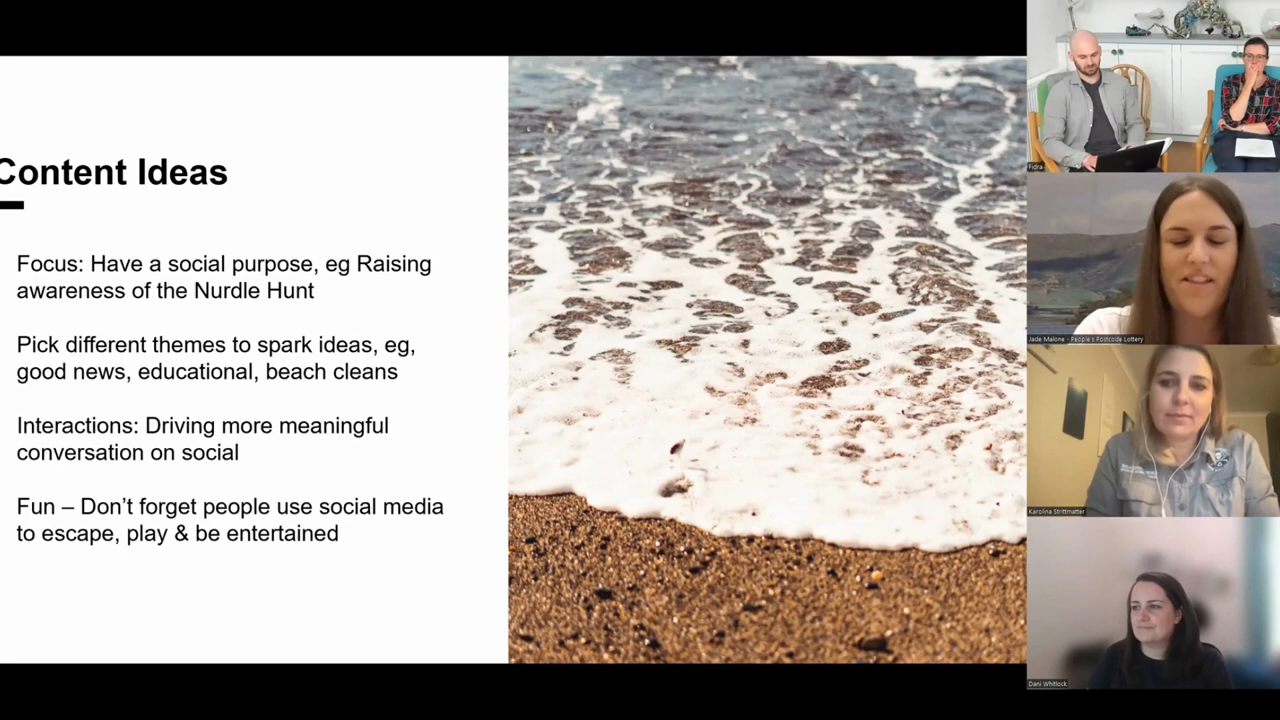 Content Ideas
Focus: Have a social purpose, eg Raising
awareness of the Nurdle Hunt
Pick different themes to spark ideas, eg,
good news, educational, beach cleans
Interactions: Driving more meaningful
conversation on social
Fun – Don’t forget people use social media
to escape, play & be entertained
Fidra
Jade Malone - People's Postcode Lottery
Karolina Strittmatter
Dani Whitlock